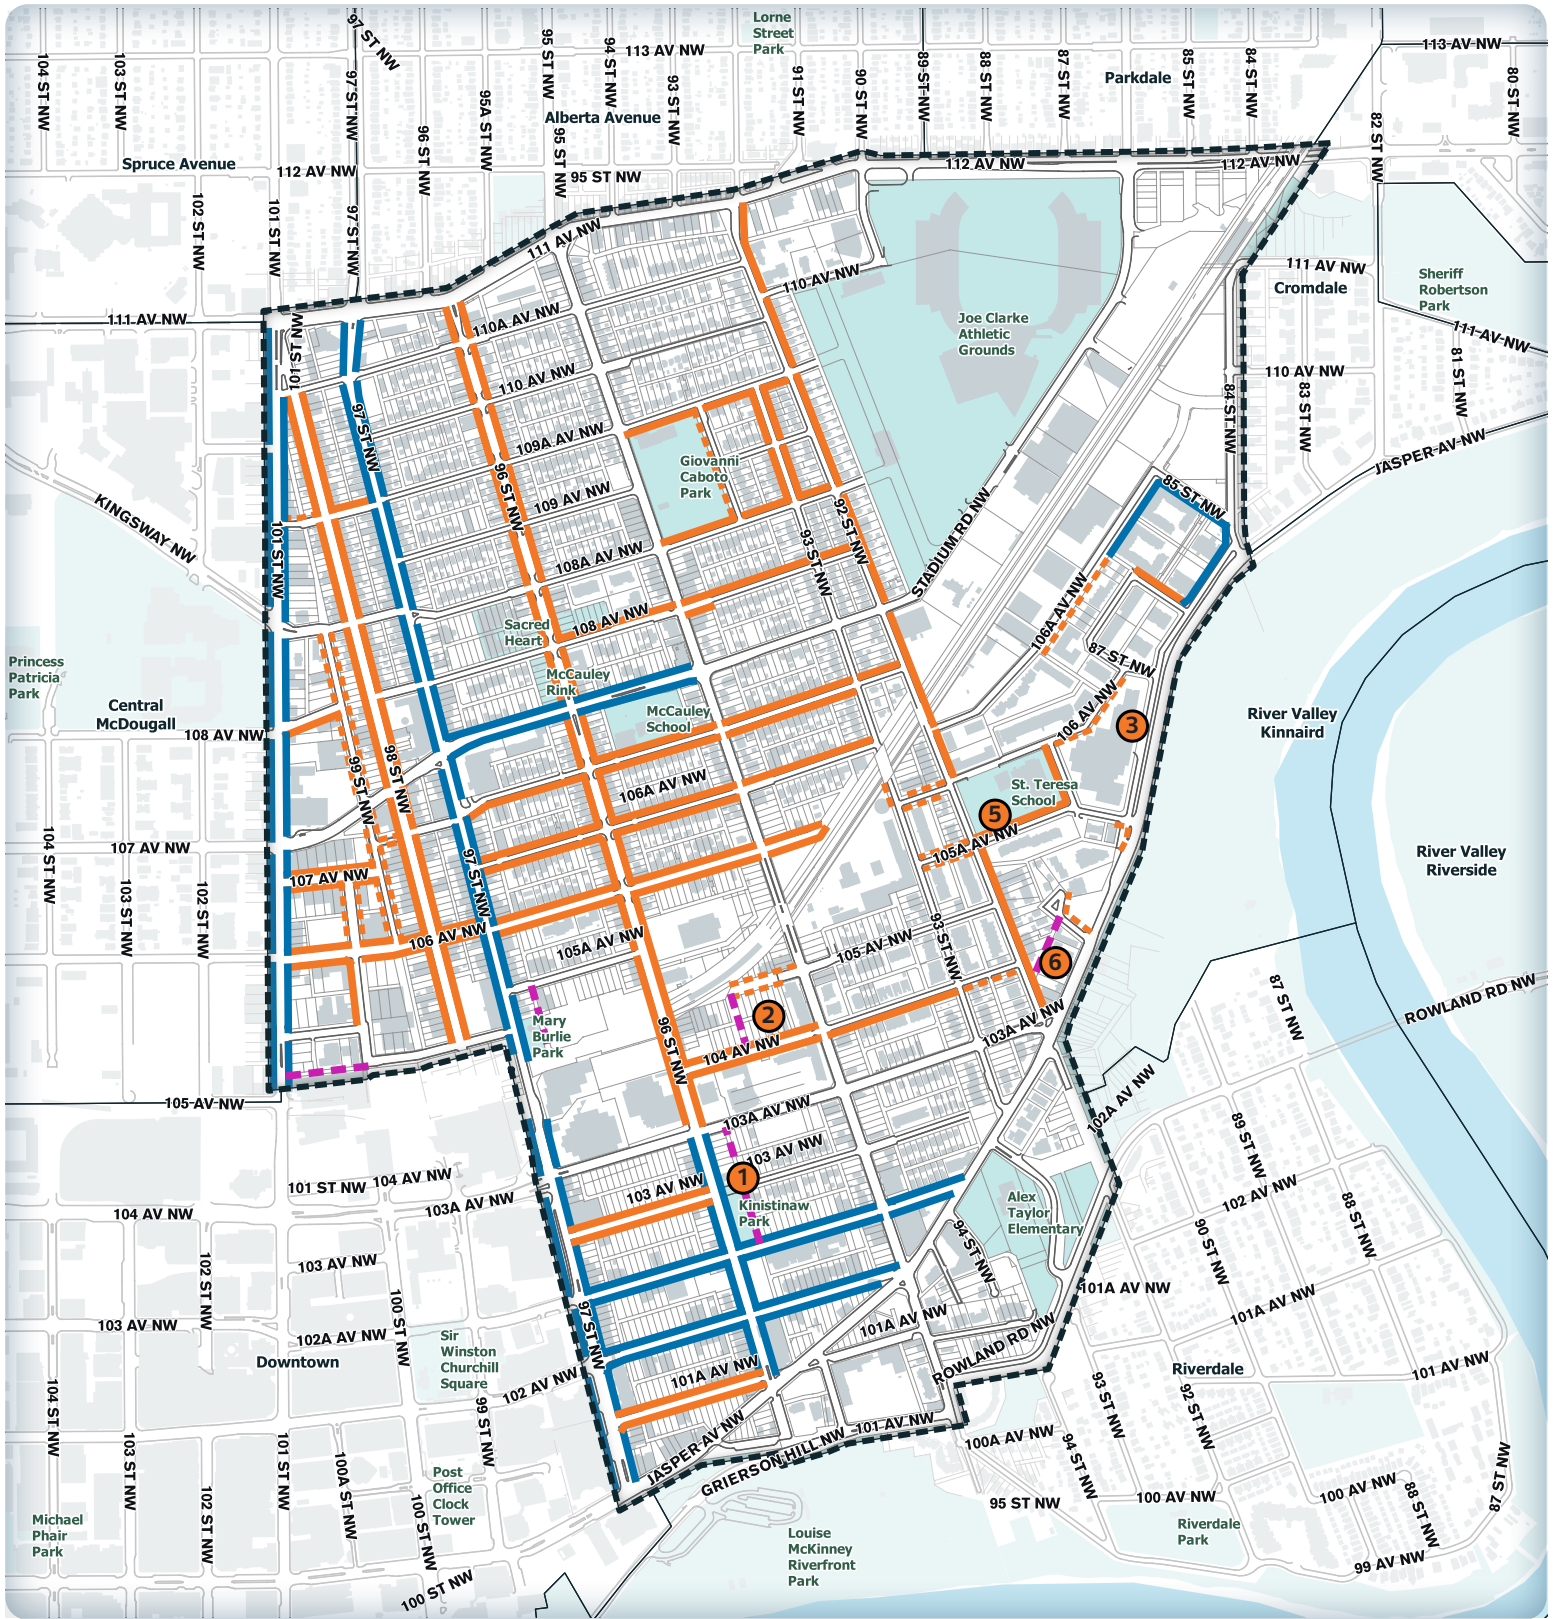 Lorne
Street
Park
97 ST NW
95 ST NW
94 ST NW
113 AV NW
113 AV NW
104 ST NW
103 ST NW
97 ST NW
96 ST NW
95A ST NW
95 ST NW
93 ST NW
91 ST NW
90 ST NW
89 ST NW
88 ST NW
87 ST NW
Parkdale
85 ST NW
84 ST NW
82 ST NW
80 ST NW
Alberta Avenue
Spruce Avenue
112 AV NW
95 ST NW
112 AV NW
112 AV NW
102 ST NW
101 ST NW
97 ST NW
111 AV NW
110 AV NW
111 AV NW
Cromdale
Sheriff
Robertson
Park
111 AV NW
101 ST NW
110A AV NW
Joe Clarke
Athletic
Grounds
111 AV NW
110 AV NW
110 AV NW
83 ST NW
81 ST NW
84 ST NW
97 ST NW
109A AV NW
JASPER AV NW
Giovanni
Caboto
Park
96 ST NW
109 AV NW
85 ST NW
KINGSWAY NW
101 ST NW
92 ST NW
93 ST NW
STADIUM RD NW
108A AV NW
106A AV NW
Sacred
Heart
108 AV NW
87 ST NW
Princess
Patricia
Park
McCauley
Rink
106 AV NW
3
Central
McDougall
McCauley
School
River Valley
Kinnaird
108 AV NW
98 ST NW
99 ST NW
106A AV NW
St. Teresa
School
5
104 ST NW
107 AV NW
105A AV NW
River Valley
Riverside
107 AV NW
97 ST NW
103 ST NW
102 ST NW
106 AV NW
105A AV NW
105 AV NW
93 ST NW
6
87 ST NW
ROWLAND RD NW
Mary
Burlie
Park
96 ST NW
2
104 AV NW
103A AV NW
105 AV NW
102A AV NW
103A AV NW
103 AV NW
89 ST NW
1
101 ST NW
104 AV NW
103A AV NW
103 AV NW
Kinistinaw
Park
Alex
Taylor
Elementary
102 AV NW
88 ST NW
104 AV NW
94 ST NW
90 ST NW
102 ST NW
103 AV NW
100 ST NW
101A AV NW
101A AV NW
103 AV NW
102A AV NW
97 ST NW
101A AV NW
ROWLAND RD NW
Sir
Winston
Churchill
Square
Downtown
102 AV NW
101A AV NW
Riverdale
101 AV NW
104 ST NW
99 ST NW
93 ST NW
92 ST NW
103 ST NW
101 ST NW
100A ST NW
JASPER AV NW
101 AV NW
100A AV NW
94 ST NW
GRIERSON HILL NW
Post
Office
Clock
Tower
102 ST NW
100 ST NW
95 ST NW
100 AV NW
100 AV NW
88 ST NW
87 ST NW
Michael
Phair
Park
Louise
McKinney
Riverfront
Park
Riverdale
Park
99 AV NW
100 ST NW